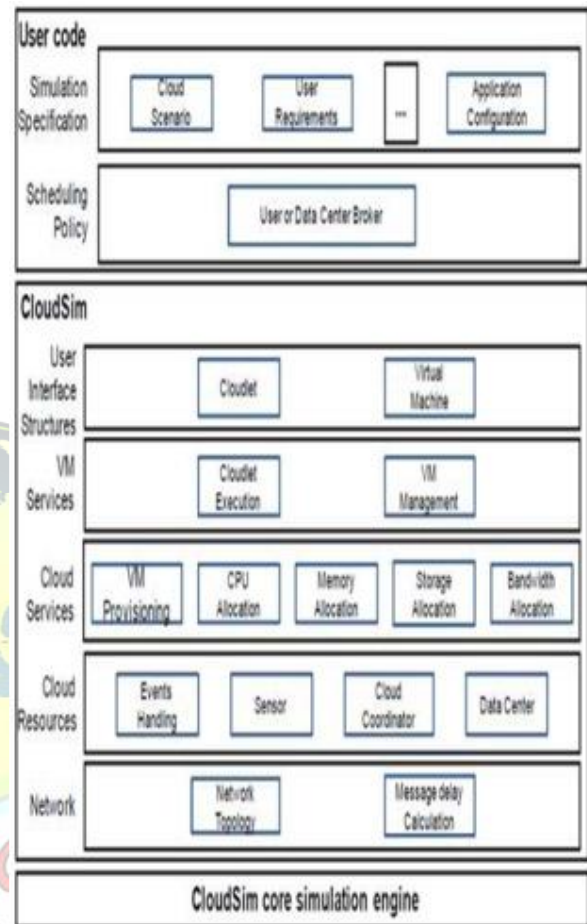 User code
Simulation
Specification
Cloud
Scenario
User
Requirements
...
Application
Configuration
Scheduling
Policy
User or Data Center Broker
CloudSim
User
Interface
Structures
Cloudlet
Virtual
Machine
VM
Services
Cloudlet
Execution
VM
Management
Cloud
Services
VM
Provisioning
CPU
Allocation
Memory
Allocation
Storage
Allocation
Bandwidth
Allocation
Cloud
Resources
Events
Handling
Sensor
Cloud
Coordinator
Data Center
Network
Network
Topology
Message delay
Calculation
CloudSim core simulation engine